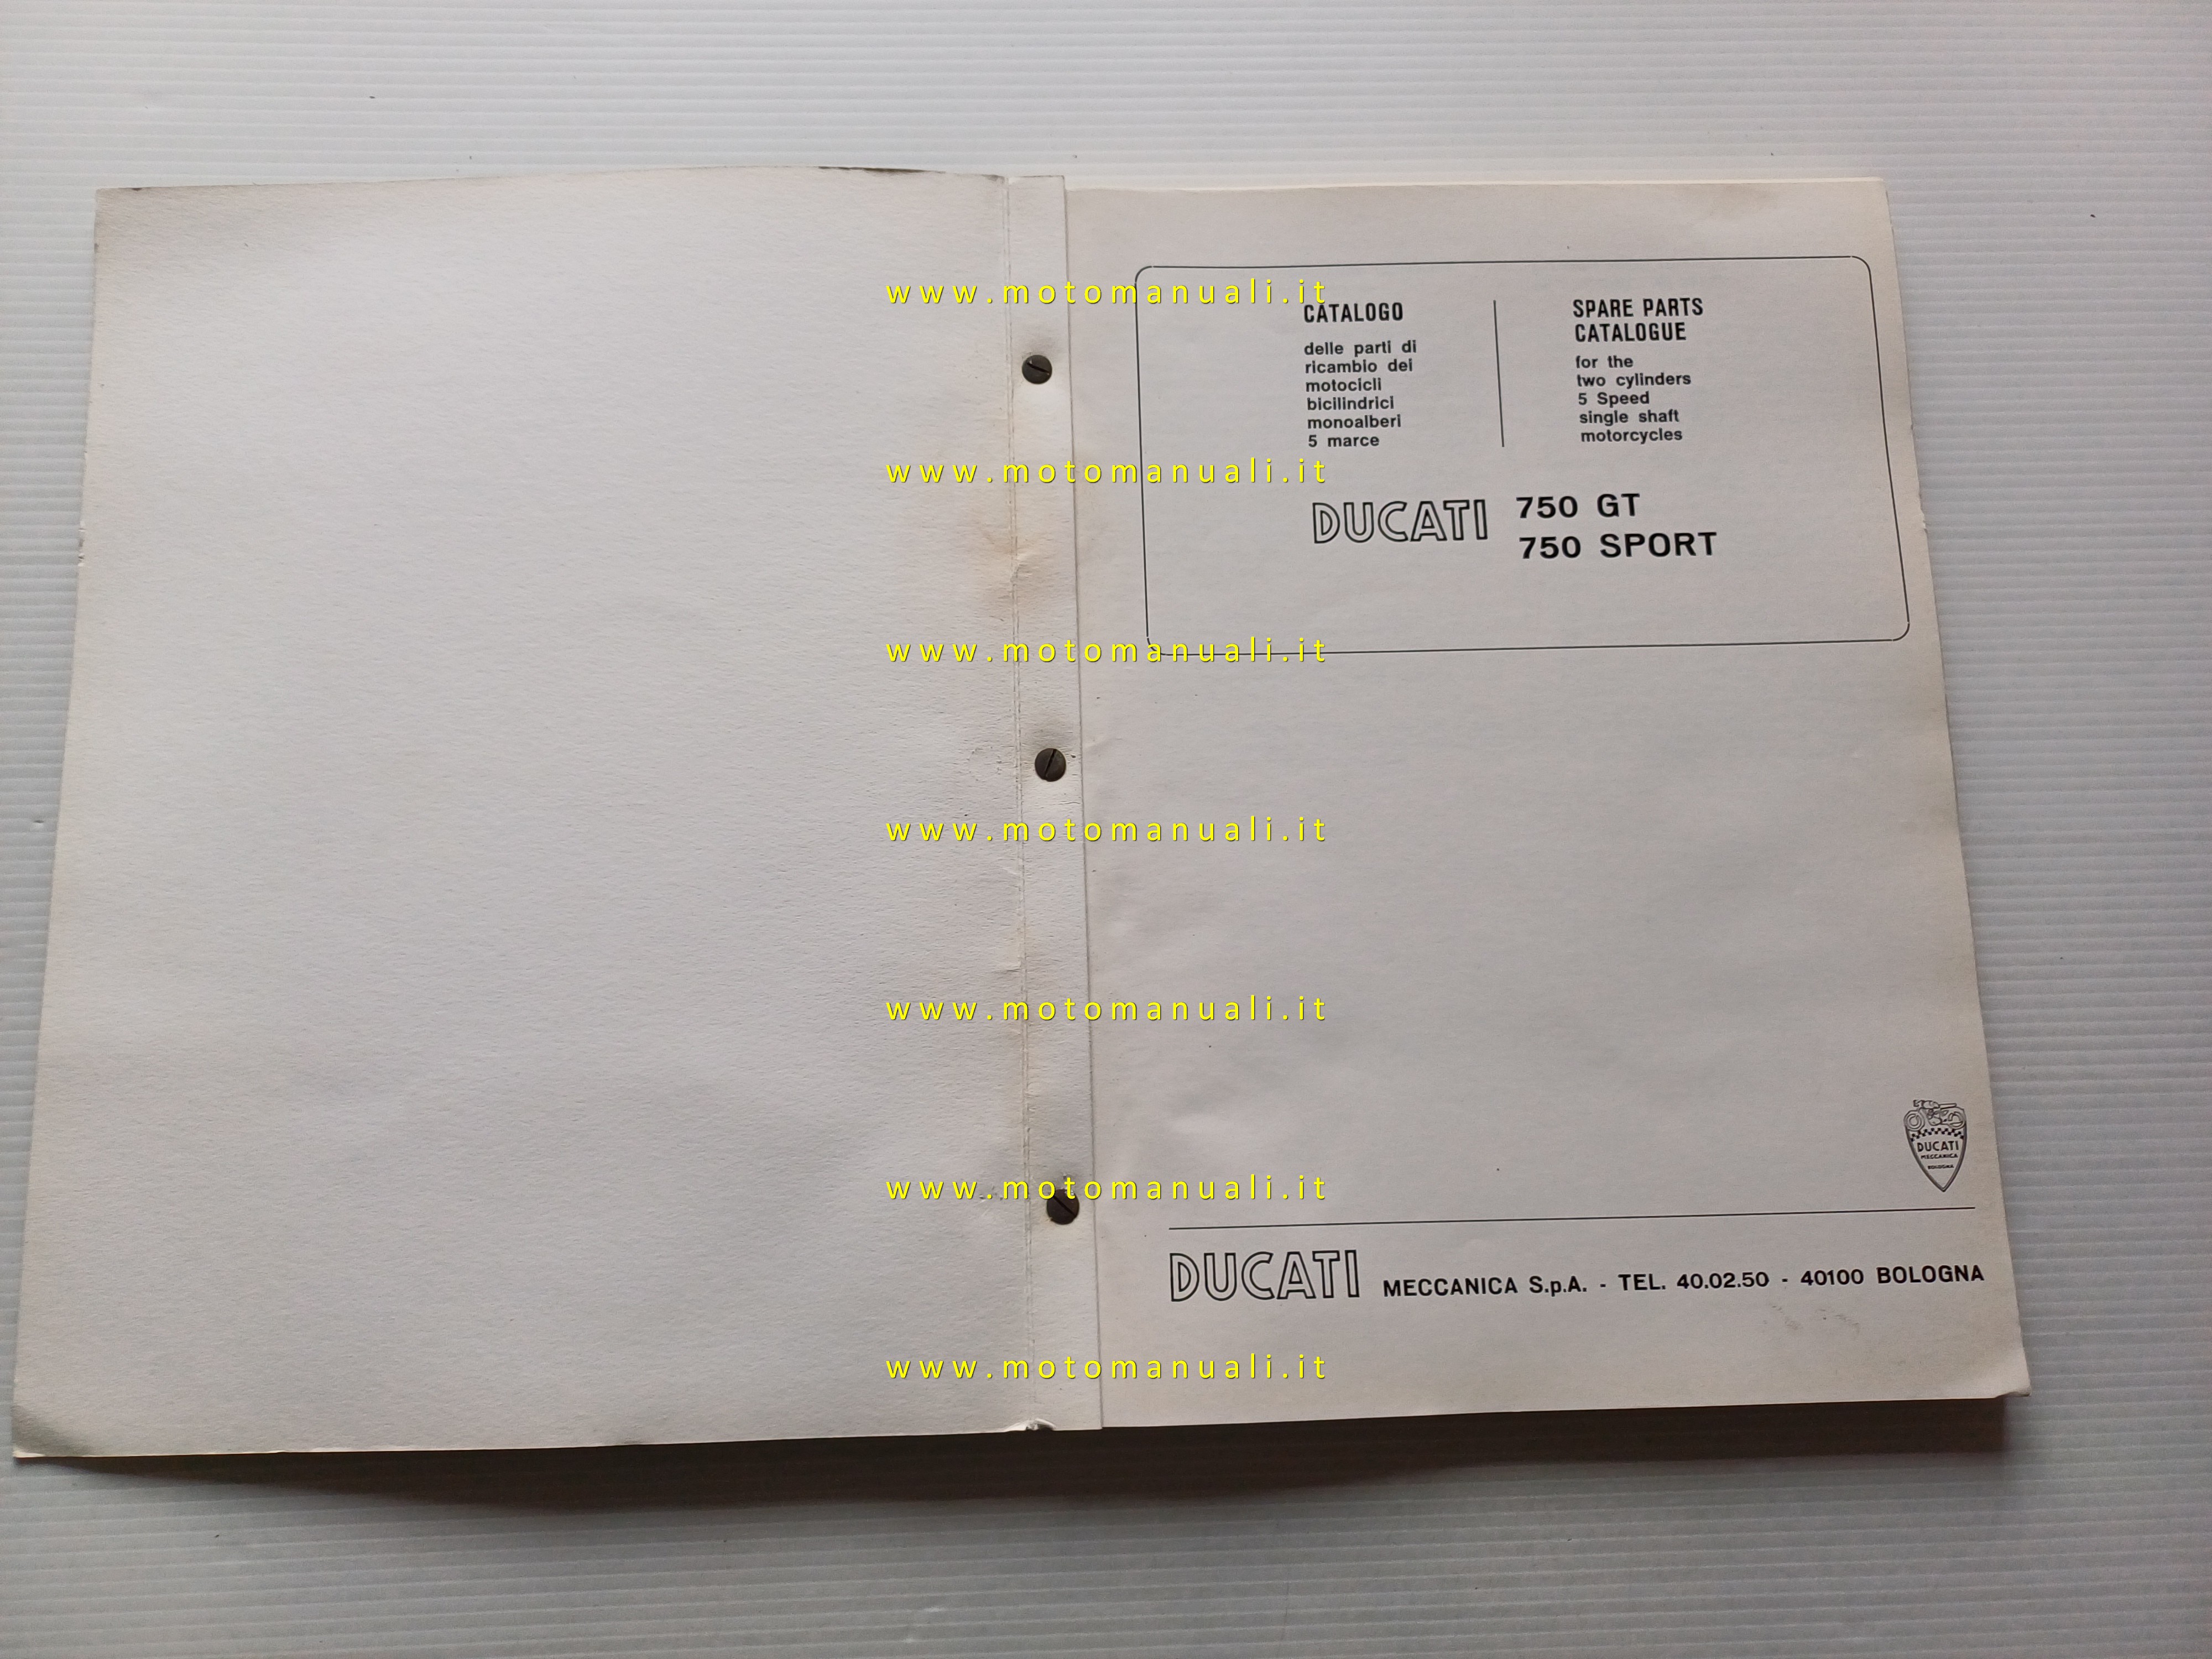 www.motomanuali.it
CATALOGO
delle parti di
ricambio dei
motocicli
bicilindrici
monoalberi
5 marce
SPARE PARTS
CATALOGUE
for the
two cylinders
5 Speed
single shaft
motorcycles
www.motomanuali.it
DUCATI 750 GT
750 SPORT
www.motomanuali.it
www.motomanuali.it
www.motomanuali.it
DUCATI
MECCANICA
BOLOGNA
www.motomanuali.it
DUCATI MECCANICA S.p.A. - TEL. 40.02.50 - 40100 BOLOGNA
www.motomanuali.it